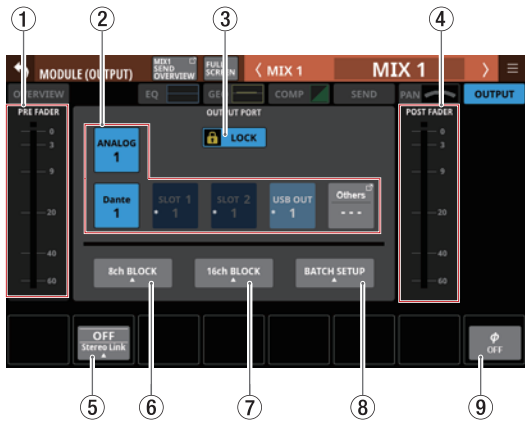 ① ② ③ ④
MODULE (OUTPUT)
MIX1
SEND
OVERVIEW
FULL
SCREEN
MIX 1
MIX 1
OVERVIEW
EQ
GEQ
COMP
SEND
PAN
OUTPUT
PRE FADER
OUTPUT PORT
POST FADER
0
3
9
20
40
60
ANALOG
1
LOCK
Dante
1
SLOT 1
1
SLOT 2
1
USB OUT
1
Others
---
0
3
9
20
40
60
8ch BLOCK
16ch BLOCK
BATCH SETUP
OFF
Stereo Link
φ
OFF
⑤ ⑥ ⑦ ⑧ ⑨